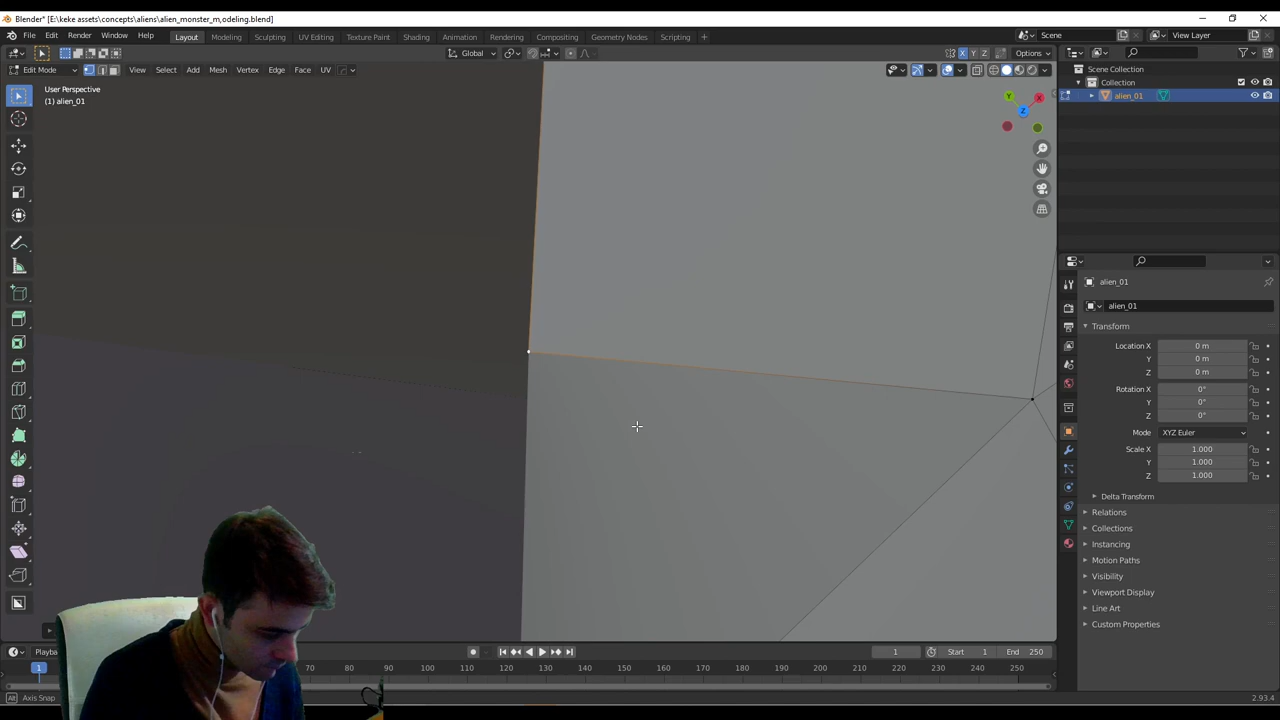 Blender* [E:\keke assets\concepts\aliens\alien_monster_m,odeling.blend]
File Edit Render Window Help Layout Modeling Sculpting UV Editing Texture Paint Shading Animation Rendering Compositing Geometry Nodes Scripting Scene View Layer
Global X Y Z Options
Edit Mode View Select Add Mesh Vertex Edge Face UV
Scene Collection
Collection
alien_01
User Perspective
(1) alien_01
Y X Z
alien_01
alien_01
Transform
Location X 0 m
Y 0 m
Z 0 m
Rotation X 0°
Y 0°
Z 0°
Mode XYZ Euler
Scale X 1.000
Y 1.000
Z 1.000
Delta Transform
Relations
Collections
Instancing
Motion Paths
Visibility
Viewport Display
Line Art
Custom Properties
Playba 1 Start 1 End 250
1 70 80 90 100 110 120 130 140 150 160 170 180 190 200 210 220 230 240 250
Axis Snap 2.93.4